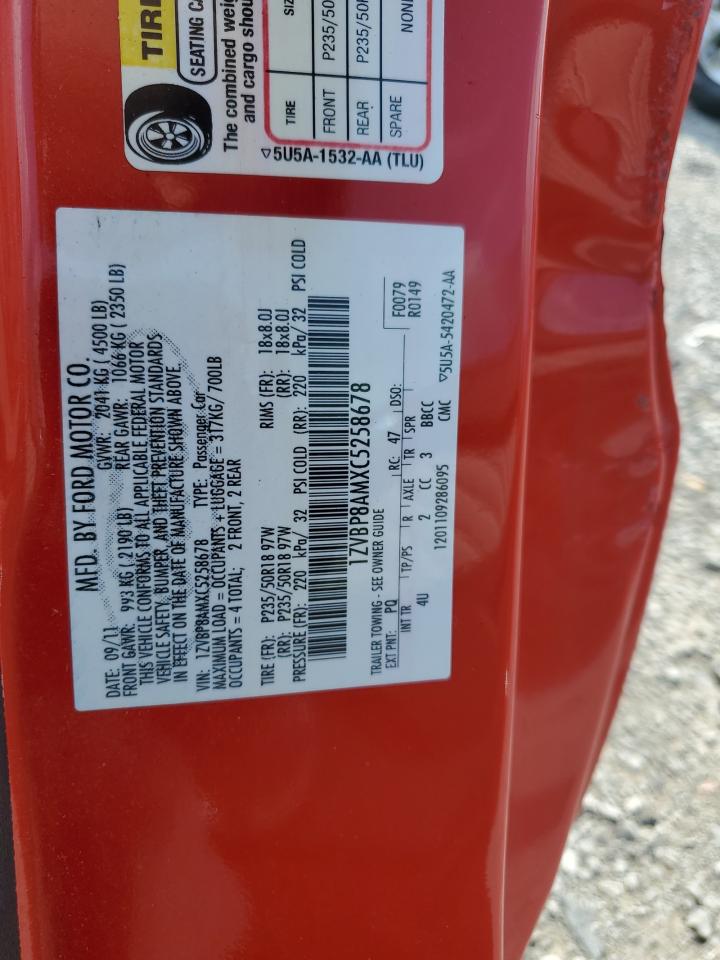 TIRE
SEATING CA
The combined weig
and cargo shou
TIRE SIZ
FRONT P235/50
REAR P235/50R
SPARE NON
▽5U5A-1532-AA (TLU)
MFD. BY FORD MOTOR CO.
DATE: 09/11 GVWR: 2041 KG ( 4500 LB)
FRONT GAWR: 993 KG ( 2190 LB) REAR GAWR: 1066 KG ( 2350 LB)
THIS VEHICLE CONFORMS TO ALL APPLICABLE FEDERAL MOTOR
VEHICLE SAFETY, BUMPER, AND THEFT PREVENTION STANDARDS
IN EFFECT ON THE DATE OF MANUFACTURE SHOWN ABOVE.
VIN: 1ZVBP8AMXC5258678 TYPE: Passenger Car
MAXIMUM LOAD = OCCUPANTS + LUGGAGE = 317KG/700LB
OCCUPANTS = 4 TOTAL; 2 FRONT, 2 REAR
TIRE (FR): P235/50R18 97W RIMS (FR): 18x8.0J
(RR): P235/50R18 97W (RR): 18x8.0J
PRESSURE (FR): 220 kPa/ 32 PSI COLD (RR): 220 kPa/ 32 PSI COLD
1ZVBP8AMXC5258678
TRAILER TOWING - SEE OWNER GUIDE
EXT PNT: PQ RC: 47 DSO: F0079
R0149
INT TR TP/PS R AXLE TR SPR
4U 2 CC 3 BBCC
1201109286095 CMC ▽5U5A-5420472-AA